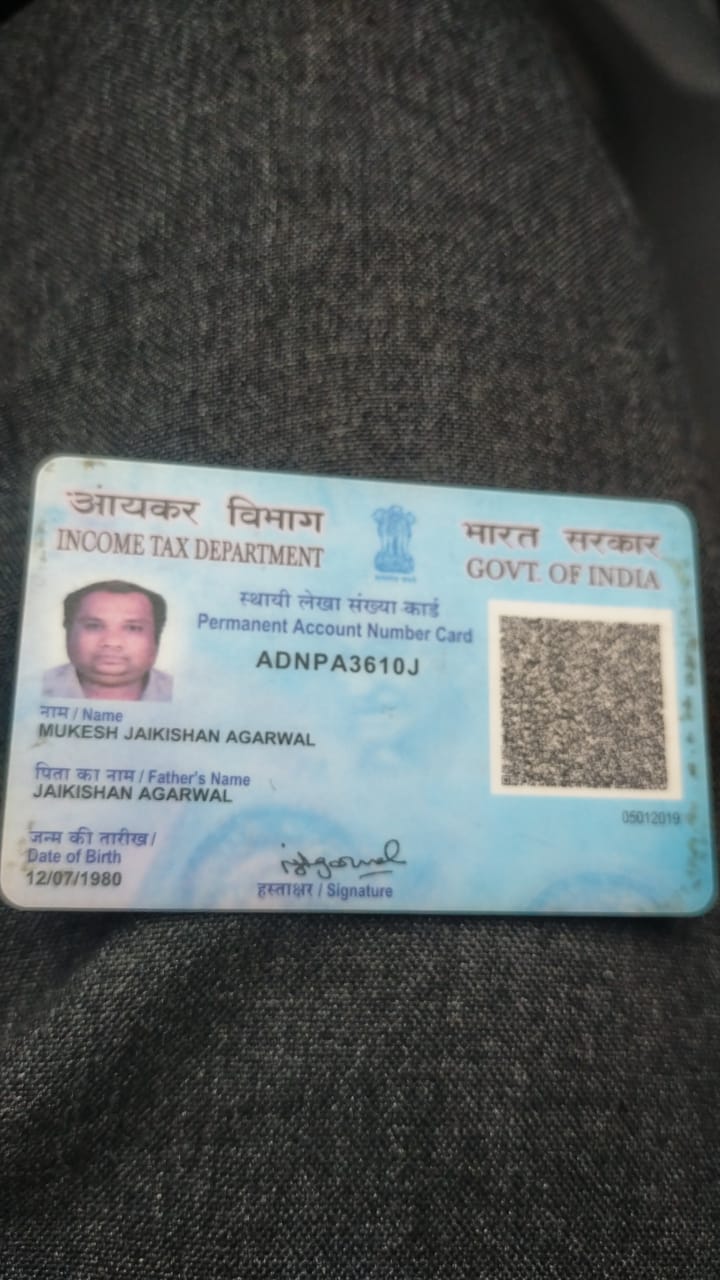 आयकर विभाग
INCOME TAX DEPARTMENT
भारत सरकार
GOVT. OF INDIA
स्थायी लेखा संख्या कार्ड
Permanent Account Number Card
ADNPA3610J
नाम / Name
MUKESH JAIKISHAN AGARWAL
पिता का नाम / Father's Name
JAIKISHAN AGARWAL
जन्म की तारीख /
Date of Birth
12/07/1980
हस्ताक्षर / Signature
05012019